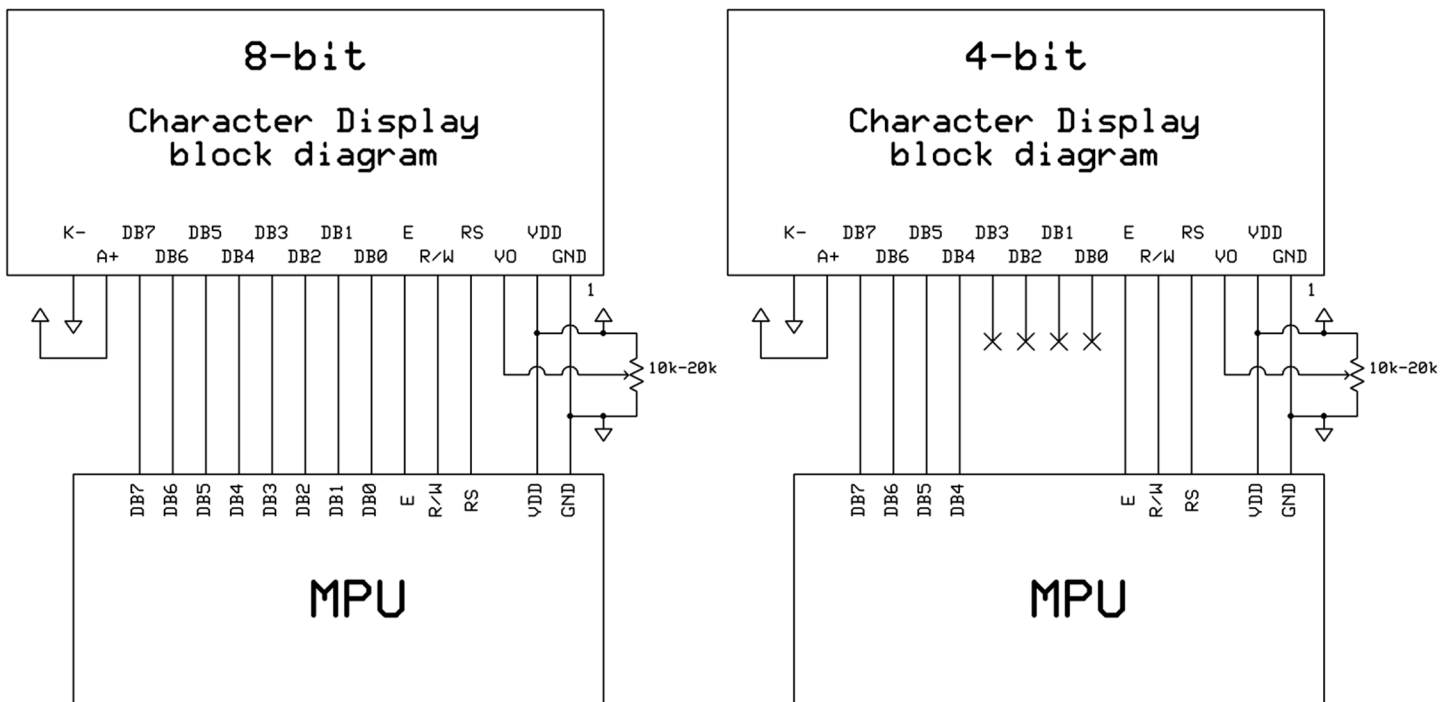 8-bit
Character Display
block diagram
K- DB7 DB5 DB3 DB1 E RS VDD
A+ DB6 DB4 DB2 DB0 R/W VO GND
1
10k-20k
DB7 DB6 DB5 DB4 DB3 DB2 DB1 DB0 E R/W RS VDD GND
MPU
4-bit
Character Display
block diagram
K- DB7 DB5 DB3 DB1 E RS VDD
A+ DB6 DB4 DB2 DB0 R/W VO GND
1
10k-20k
DB7 DB6 DB5 DB4 E R/W RS VDD GND
MPU